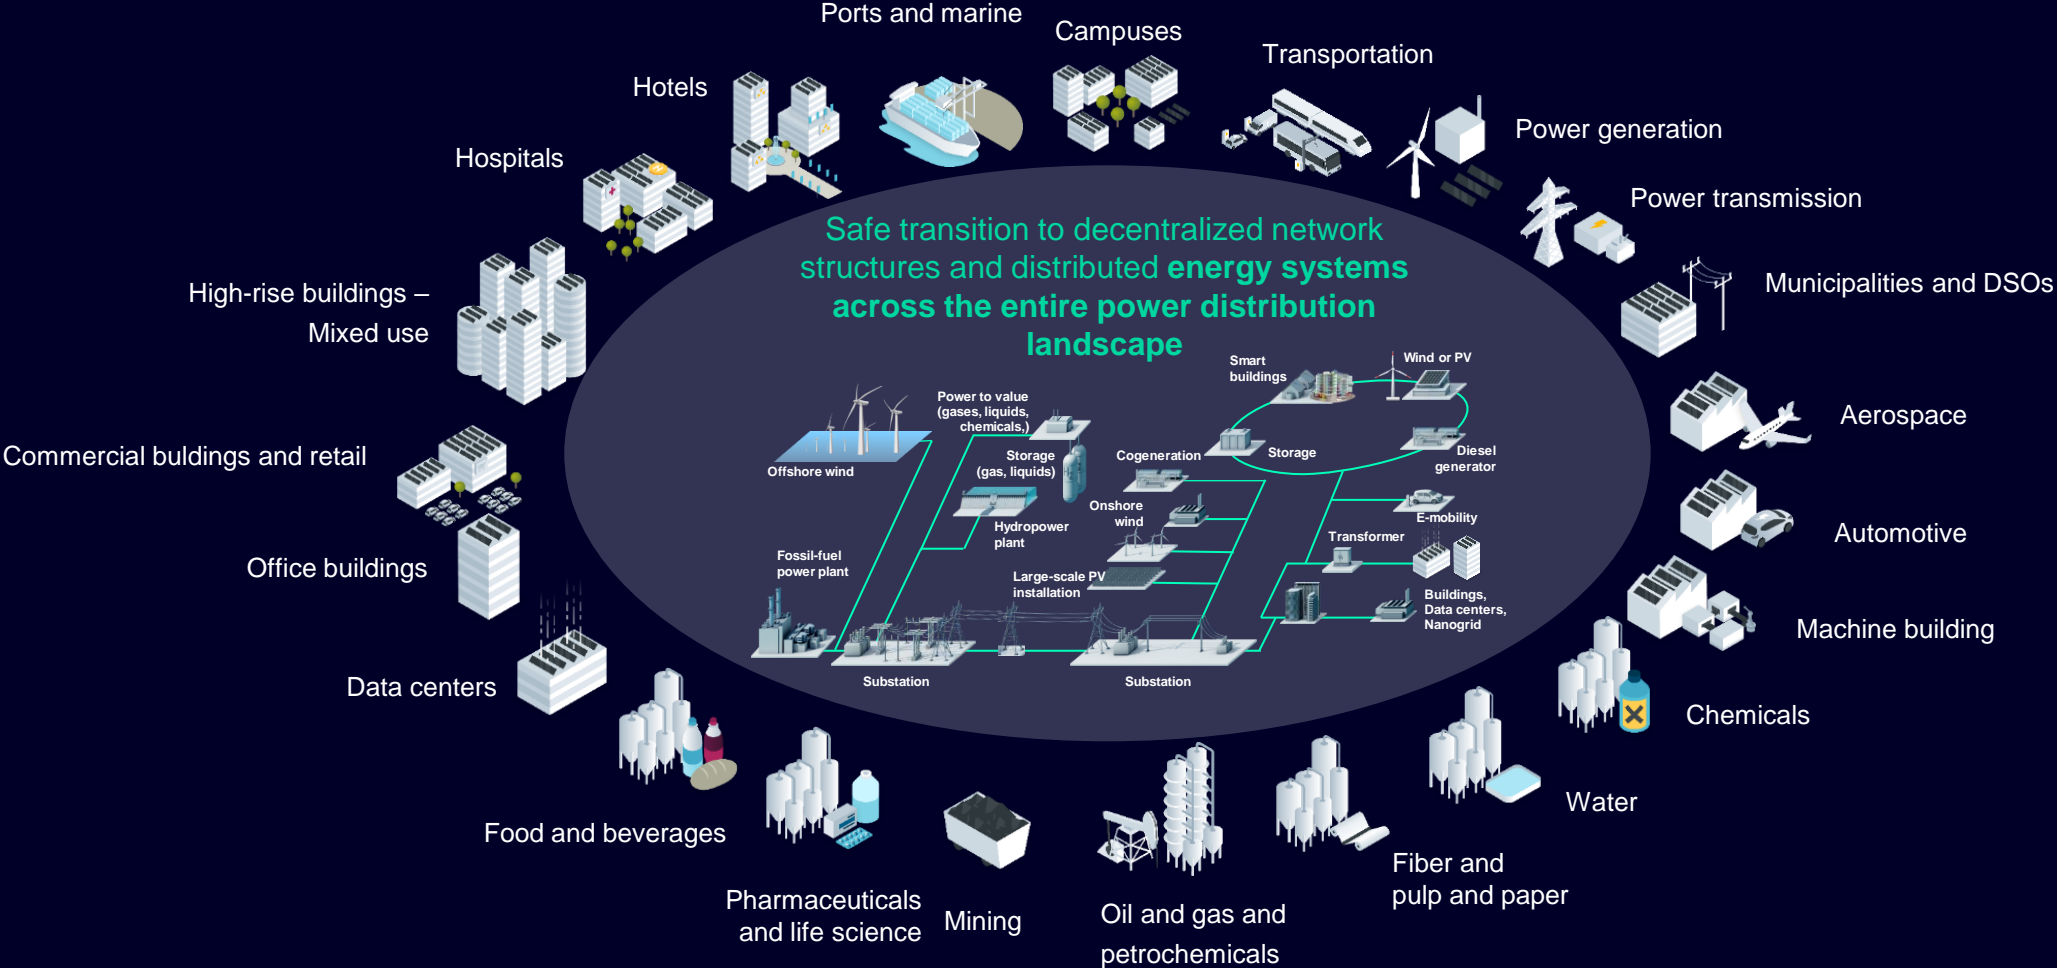 Ports and marine
Campuses
Transportation
Hotels
Power generation
Hospitals
Power transmission
Safe transition to decentralized network
structures and distributed energy systems
across the entire power distribution
landscape
Municipalities and DSOs
High-rise buildings –
Mixed use
Smart
buildings
Wind or PV
Power to value
(gases, liquids,
chemicals,)
Aerospace
Commercial buldings and retail
Offshore wind
Storage
(gas, liquids)
Cogeneration
Storage
Diesel
generator
Onshore
wind
E-mobility
Hydropower
plant
Transformer
Automotive
Office buildings
Fossil-fuel
power plant
Large-scale PV
installation
Buildings,
Data centers,
Nanogrid
Machine building
Substation
Substation
Data centers
Chemicals
Water
Food and beverages
Fiber and
pulp and paper
Pharmaceuticals
and life science
Mining
Oil and gas and
petrochemicals